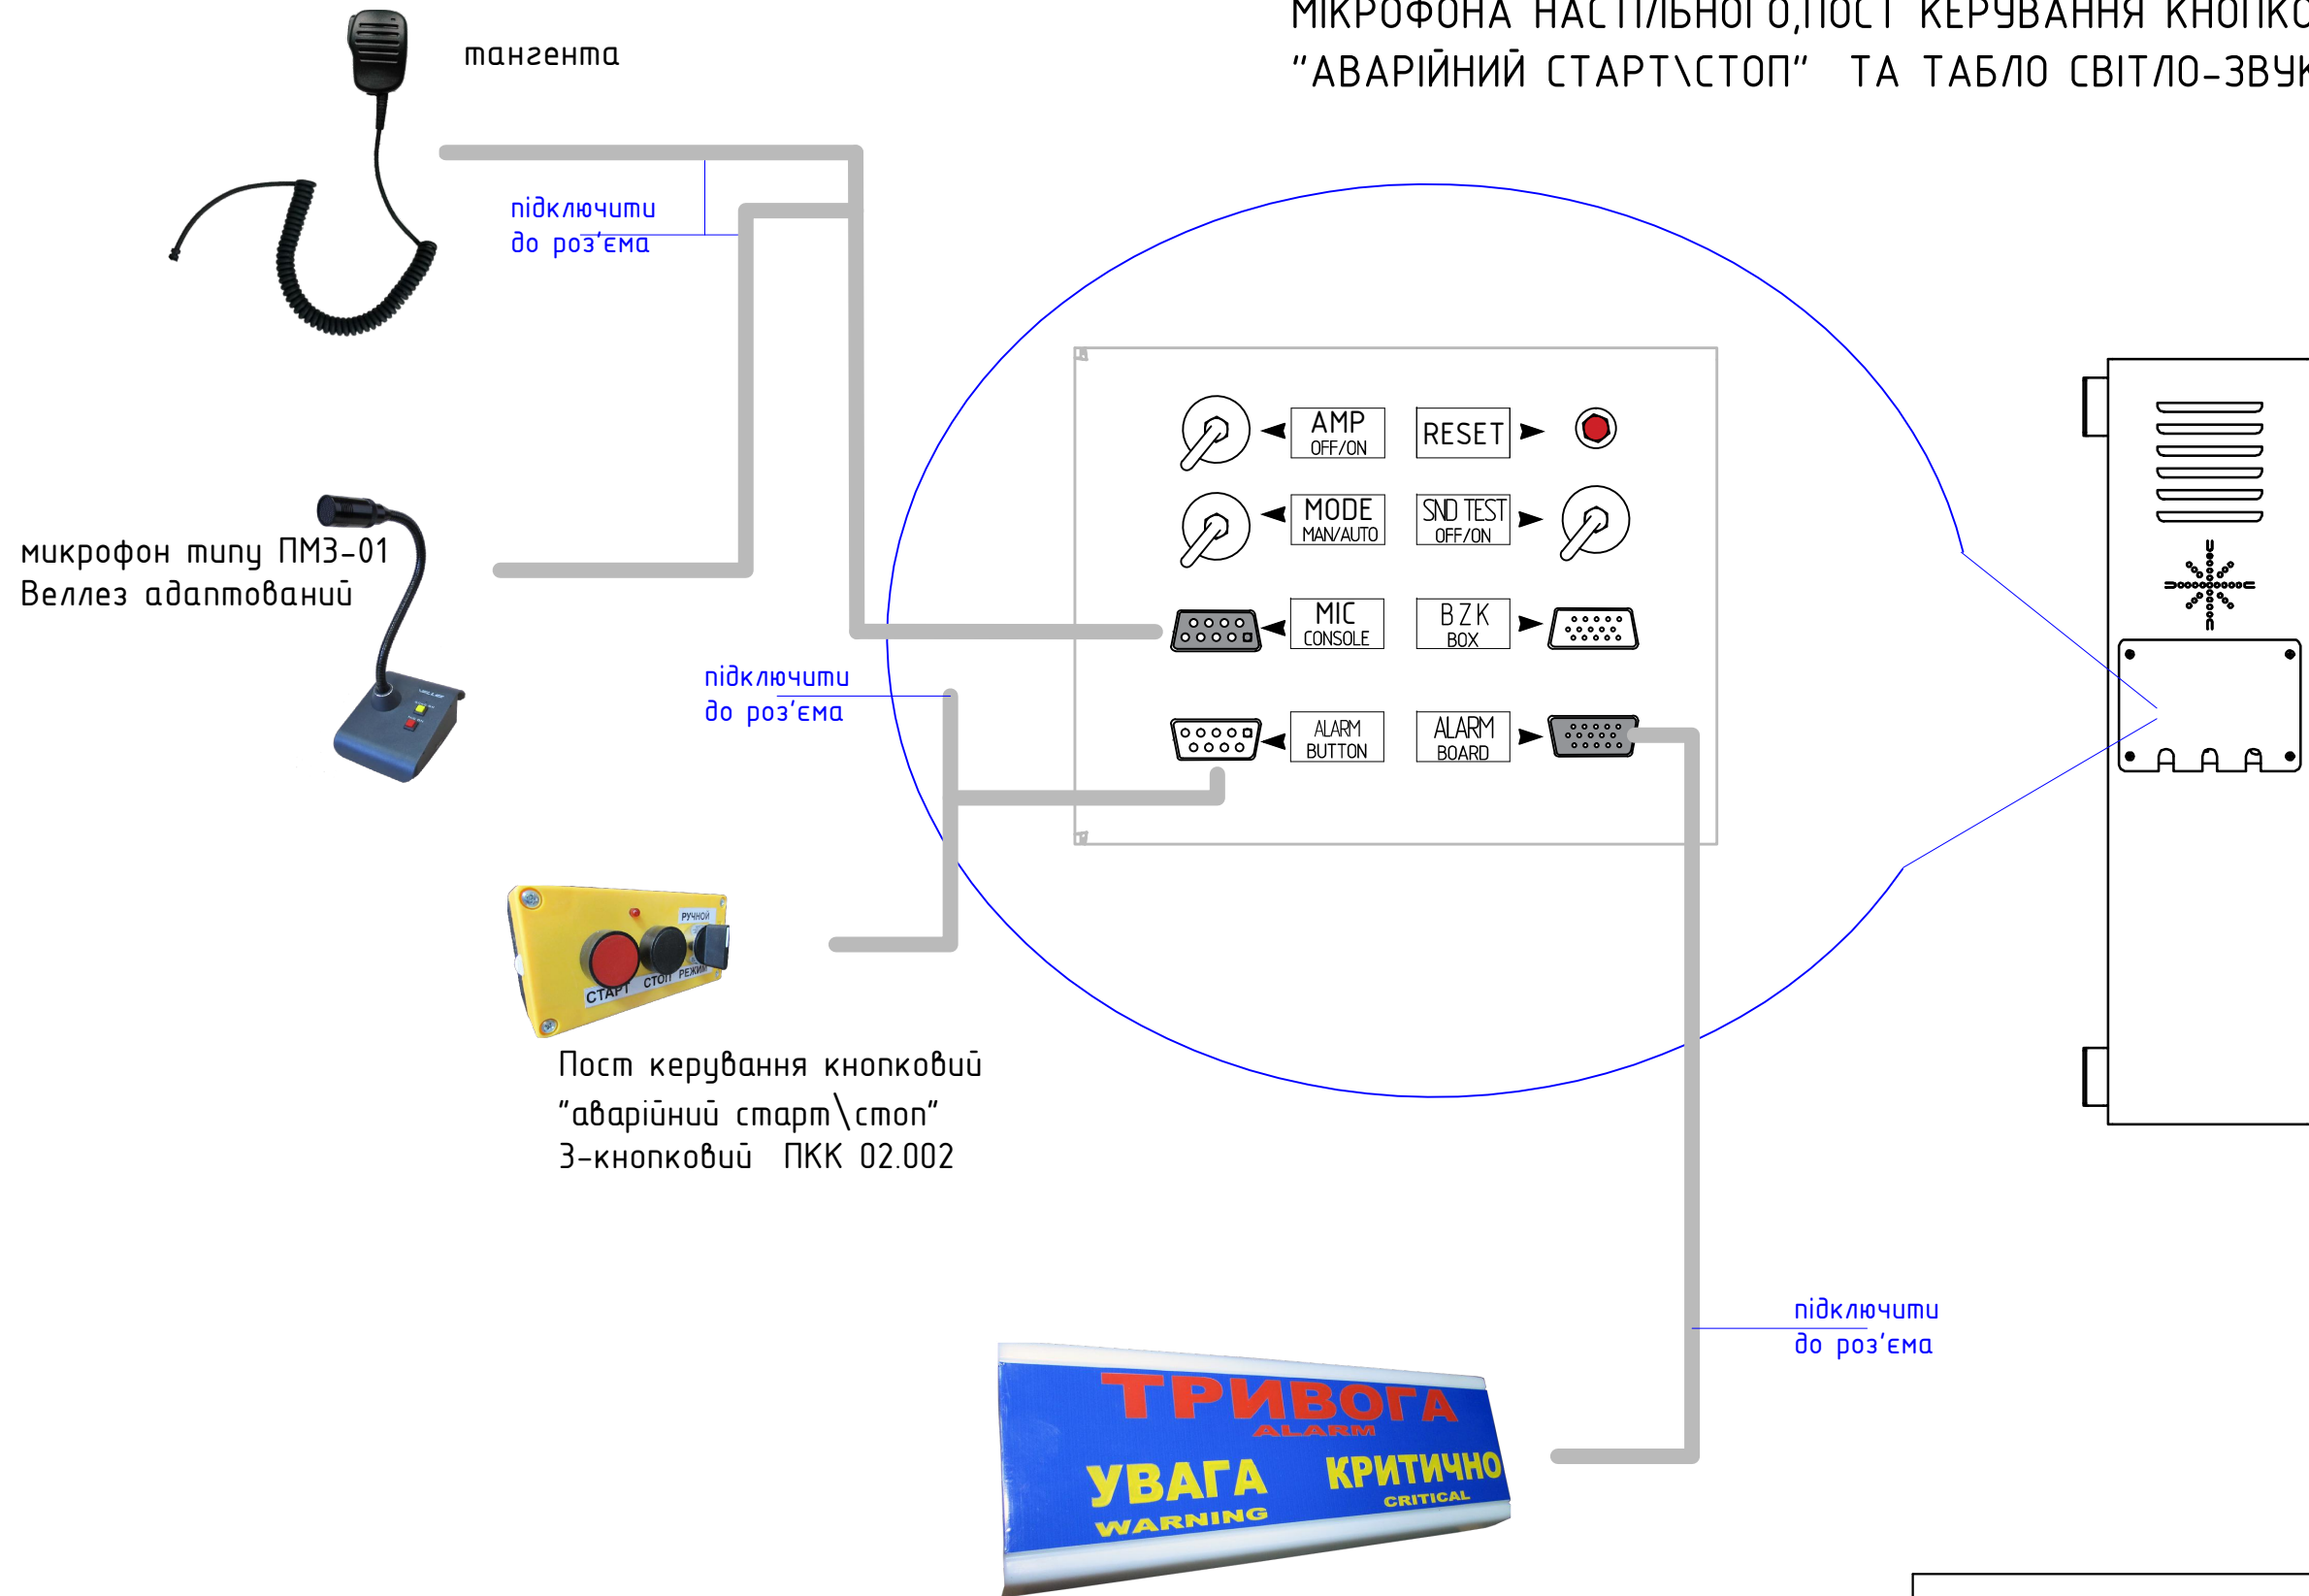 МІКРОФОНА НАСТІЛЬНОГО,ПОСТ КЕРУВАННЯ
"АВАРІЙНИЙ СТАРТ\СТОП" ТА ТАБЛО
тангента
підключити
до роз'єма
AMP
OFF/ON
RESET
MODE
MAN/AUTO
SND TEST
OFF/ON
микрофон типу ПМЗ-01
Веллез адаптований
MIC
CONSOLE
BZK
BOX
підключити
до роз'єма
ALARM
BUTTON
ALARM
BOARD
РУЧНОЙ
СТАРТ СТОП РЕЖИМ
Пост керування кнопковий
"аварійний старт\стоп"
3-кнопковий ПКК 02.002
підключити
до роз'єма
ТРИВОГА
ALARM
УВАГА КРИТИЧНО
WARNING CRITICAL